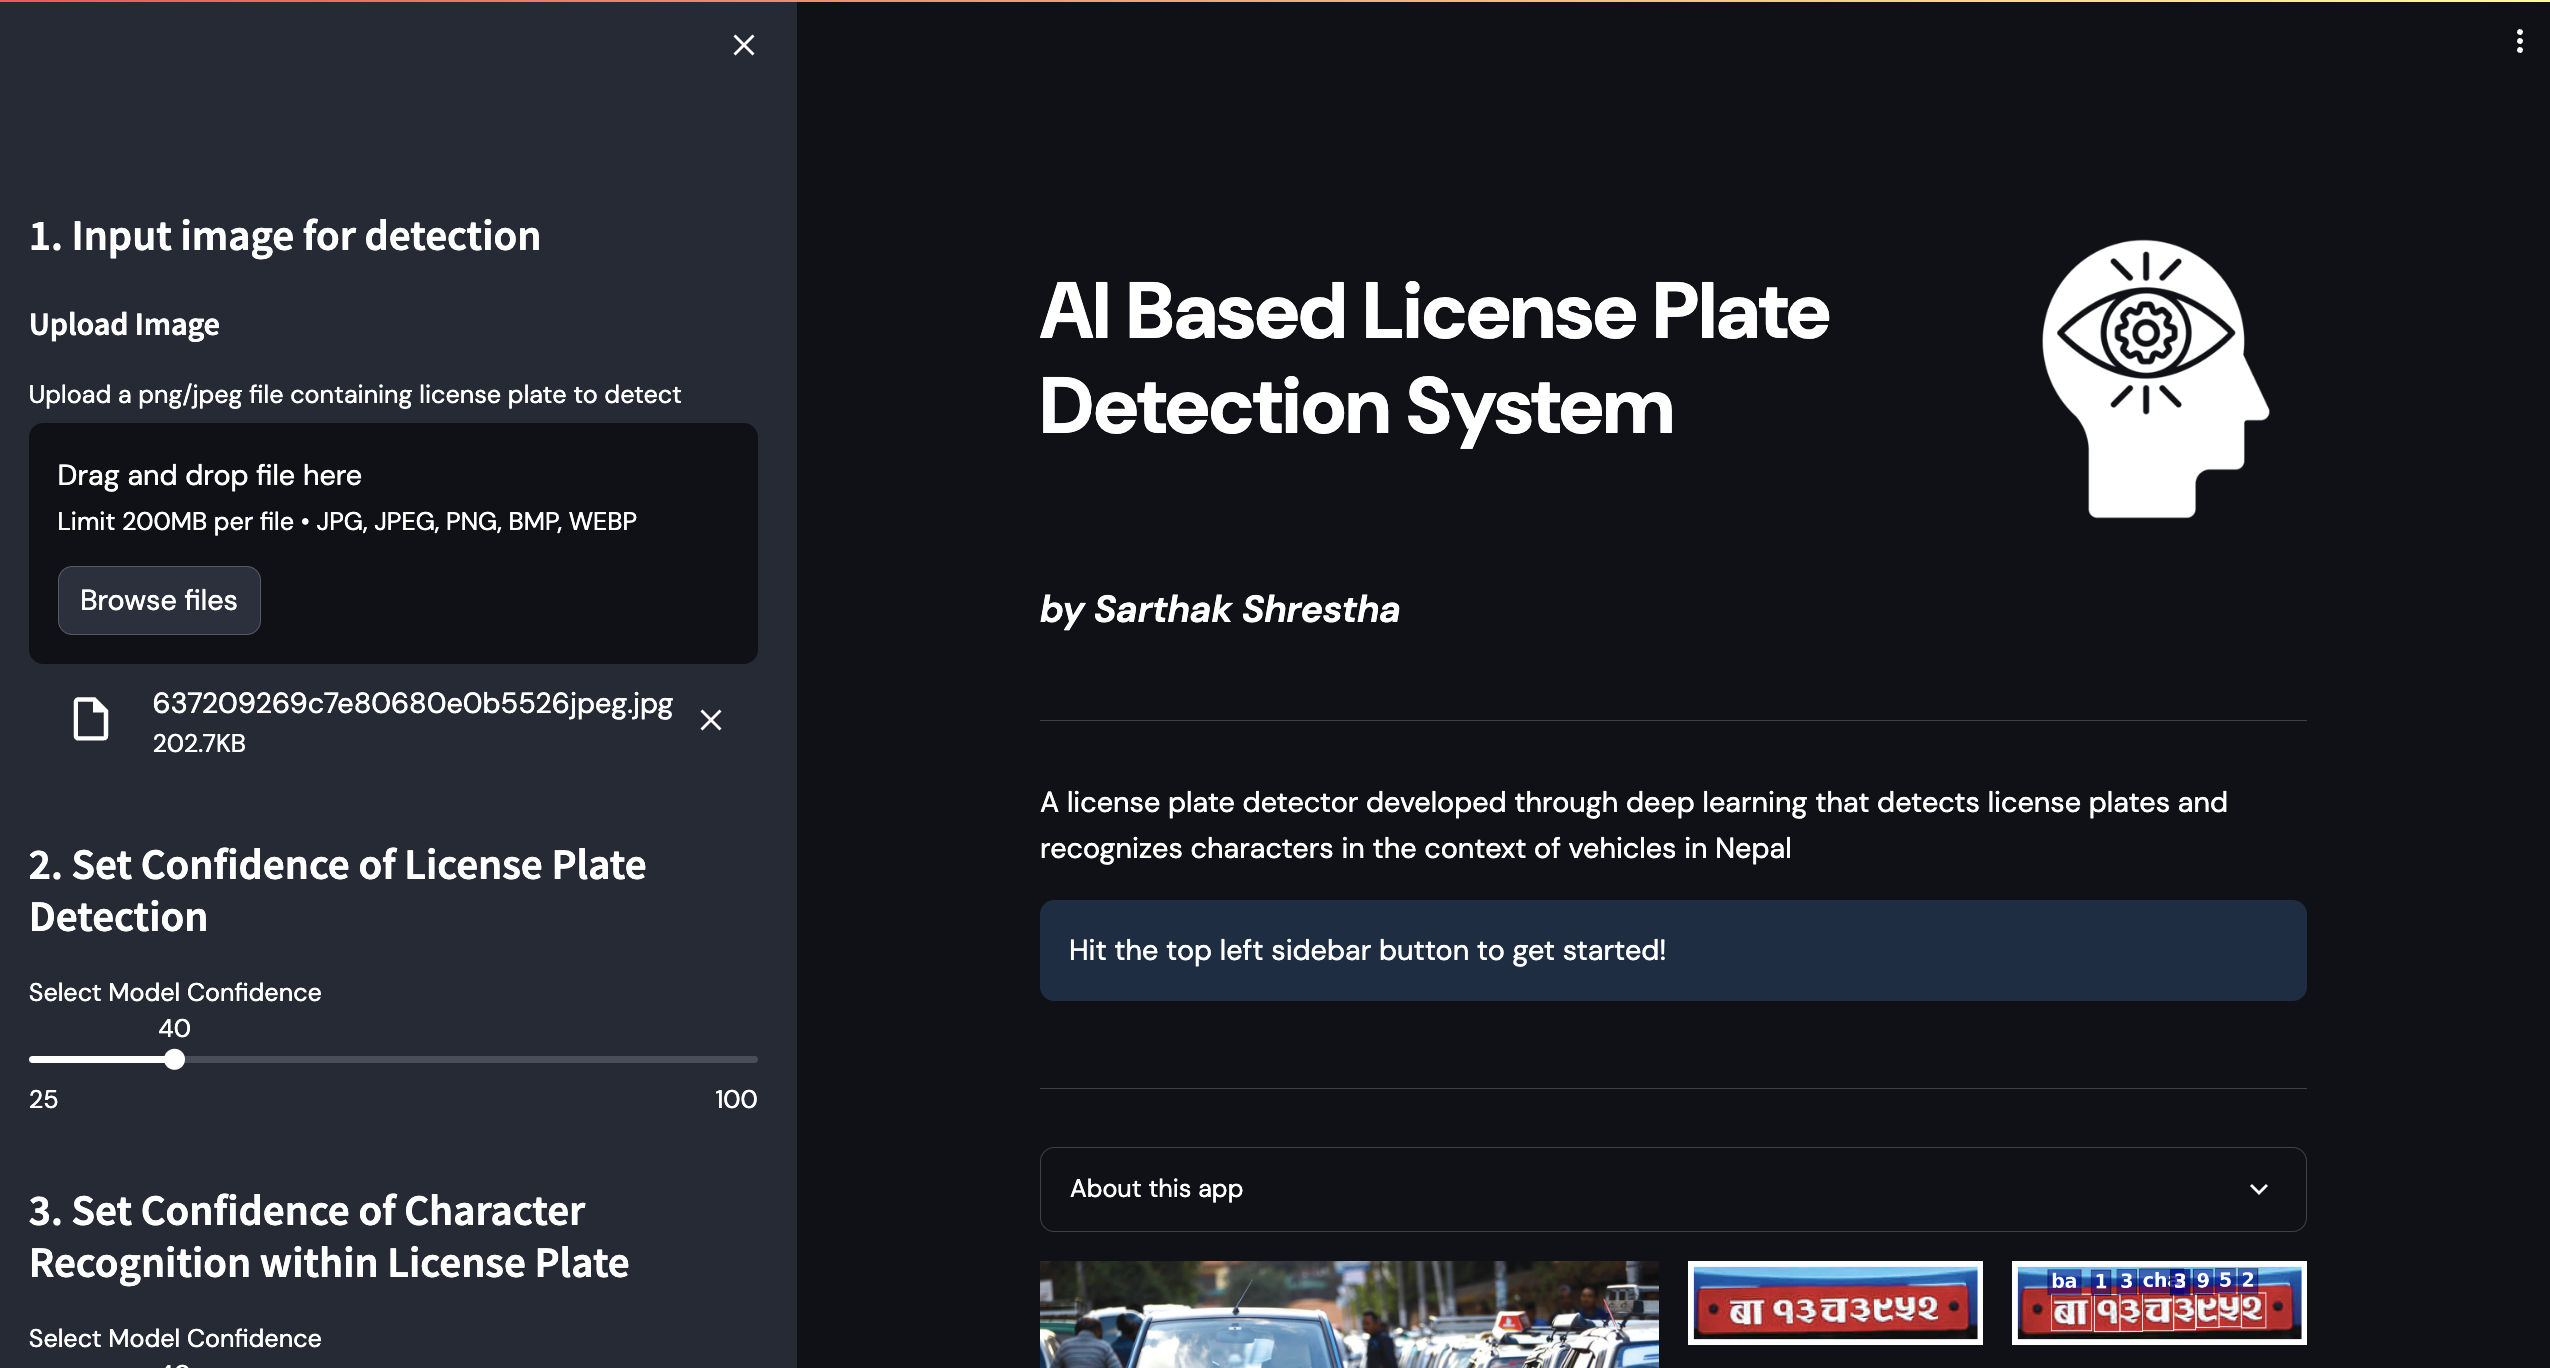 1. Input image for detection
Upload Image
Upload a png/jpeg file containing license plate to detect
Drag and drop file here
Limit 200MB per file • JPG, JPEG, PNG, BMP, WEBP
Browse files
637209269c7e80680e0b5526jpeg.jpg
202.7KB
2. Set Confidence of License Plate
Detection
Select Model Confidence
40
25 100
3. Set Confidence of Character
Recognition within License Plate
Select Model Confidence
AI Based License Plate
Detection System
by Sarthak Shrestha
A license plate detector developed through deep learning that detects license plates and
recognizes characters in the context of vehicles in Nepal
Hit the top left sidebar button to get started!
About this app
बा १३च३९५२
ba 1 3 cha 3 9 5 2
बा १३च३९५२